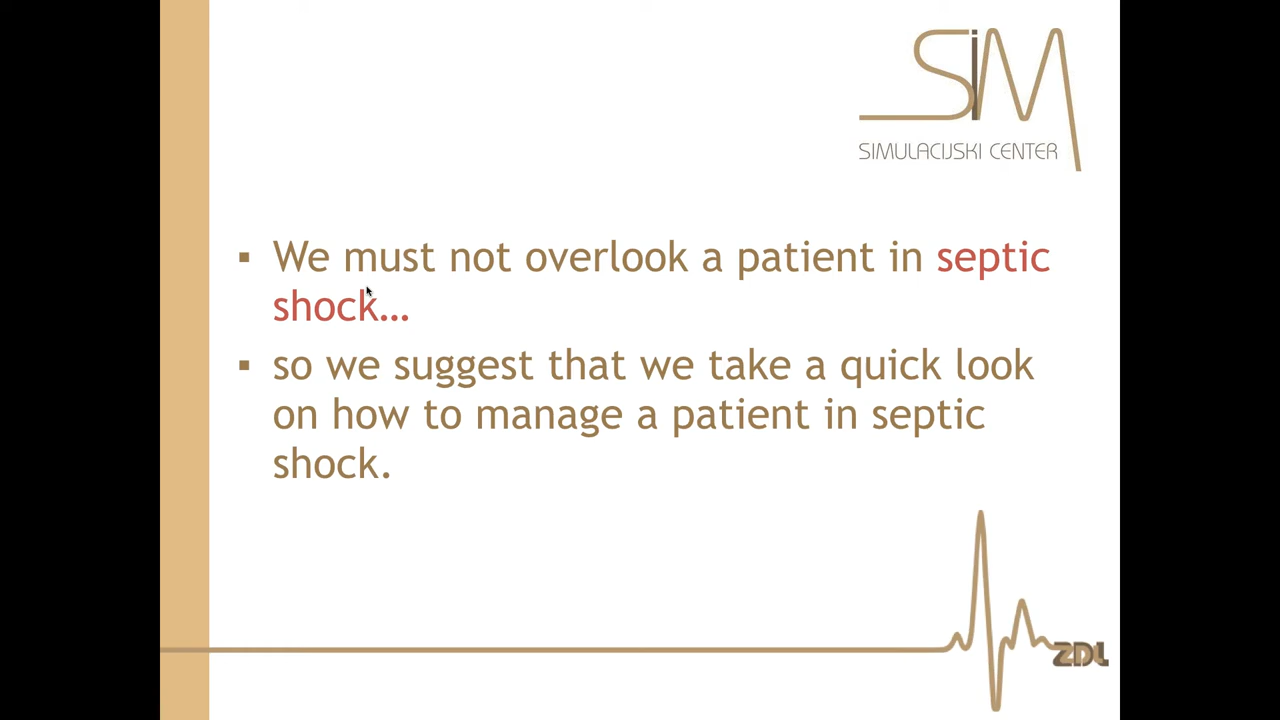 SiM
SIMULACIJSKI CENTER
▪ We must not overlook a patient in septic
shock…
▪ so we suggest that we take a quick look
on how to manage a patient in septic
shock.
ZDL